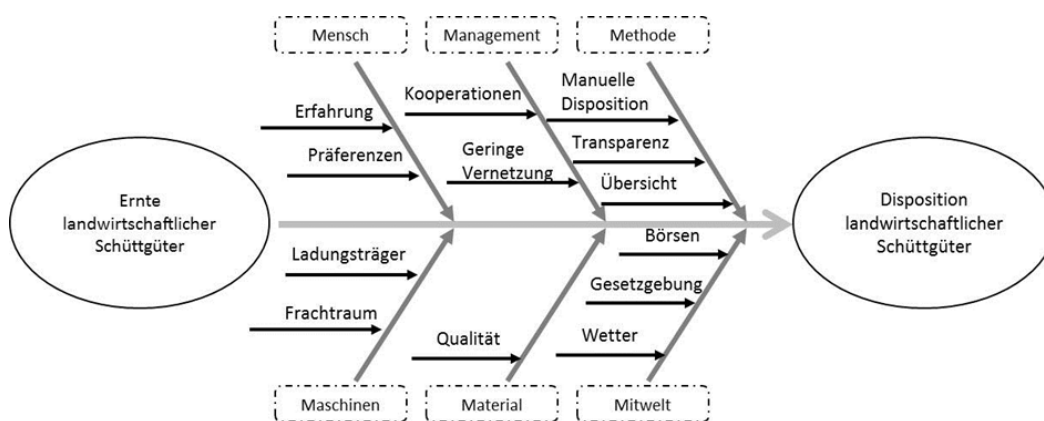 Mensch
Management
Methode
Erfahrung
Präferenzen
Kooperationen
Geringe
Vernetzung
Manuelle
Disposition
Transparenz
Übersicht
Ernte
landwirtschaftlicher
Schüttgüter
Disposition
landwirtschaftlicher
Schüttgüter
Ladungsträger
Frachtraum
Qualität
Börsen
Gesetzgebung
Wetter
Maschinen
Material
Mitwelt